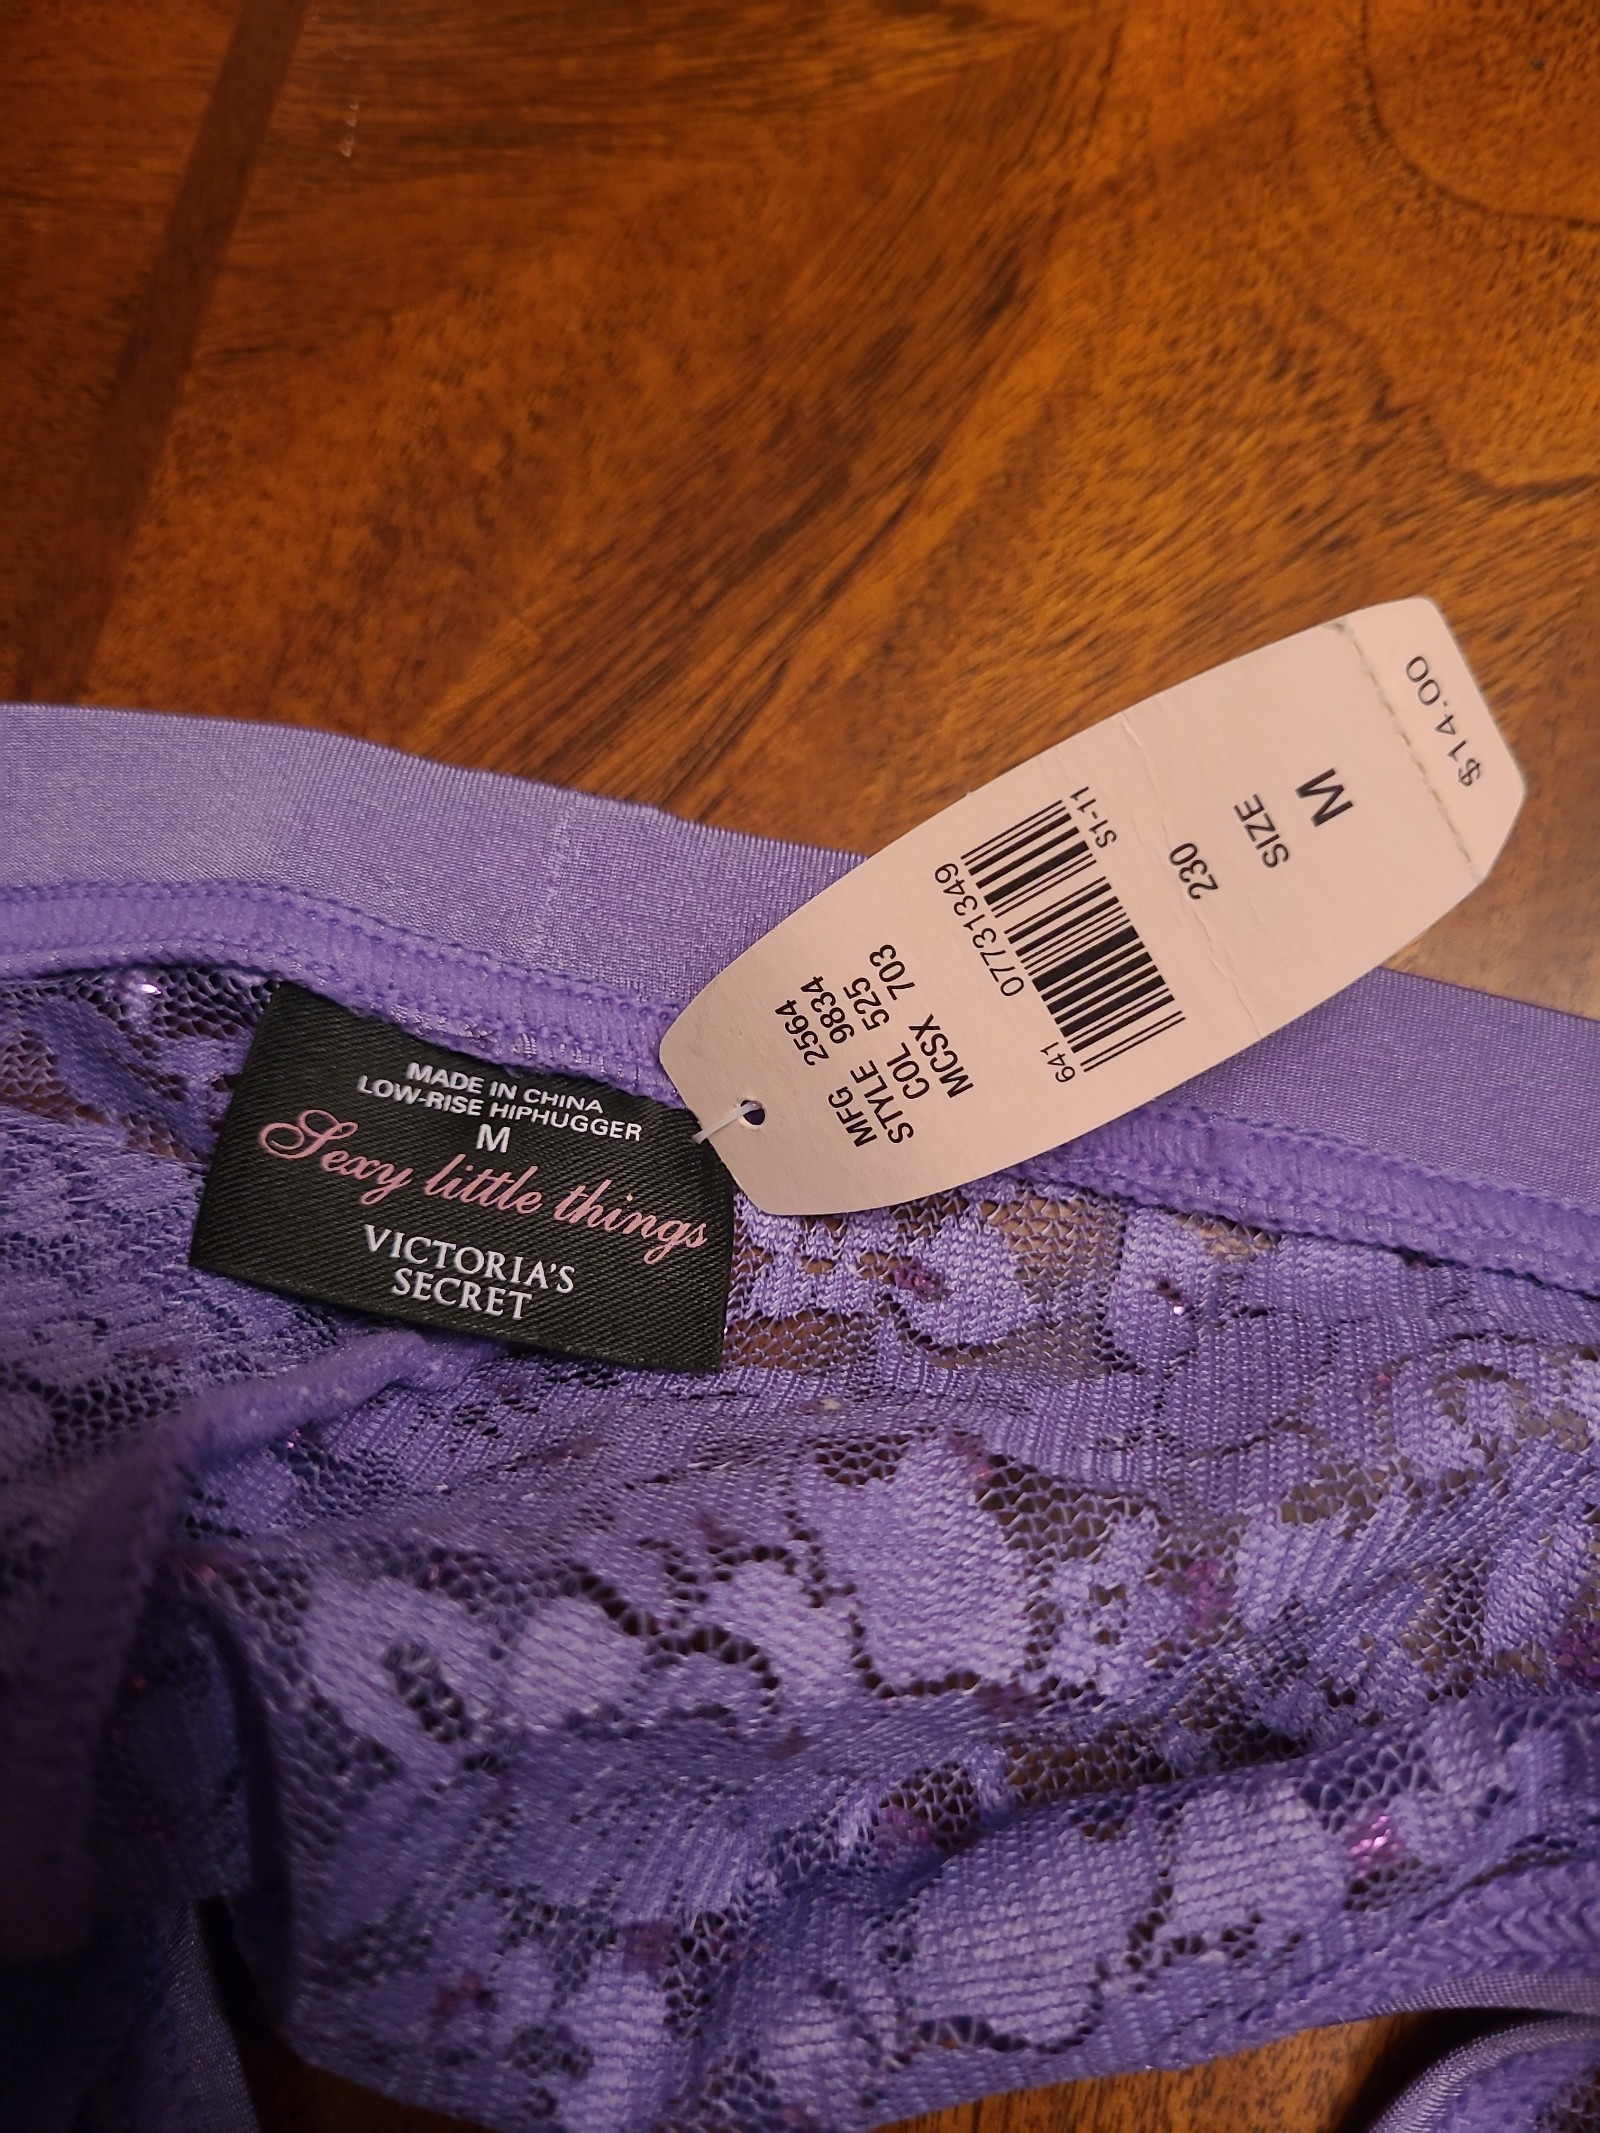 MADE IN CHINA
LOW-RISE HIPHUGGER
M
Sexy little things
VICTORIA'S
SECRET
MFG 2564
STYLE 9834
COL 525
MCSX 703
07731349
641
S1-11
230
SIZE
M
$14.00